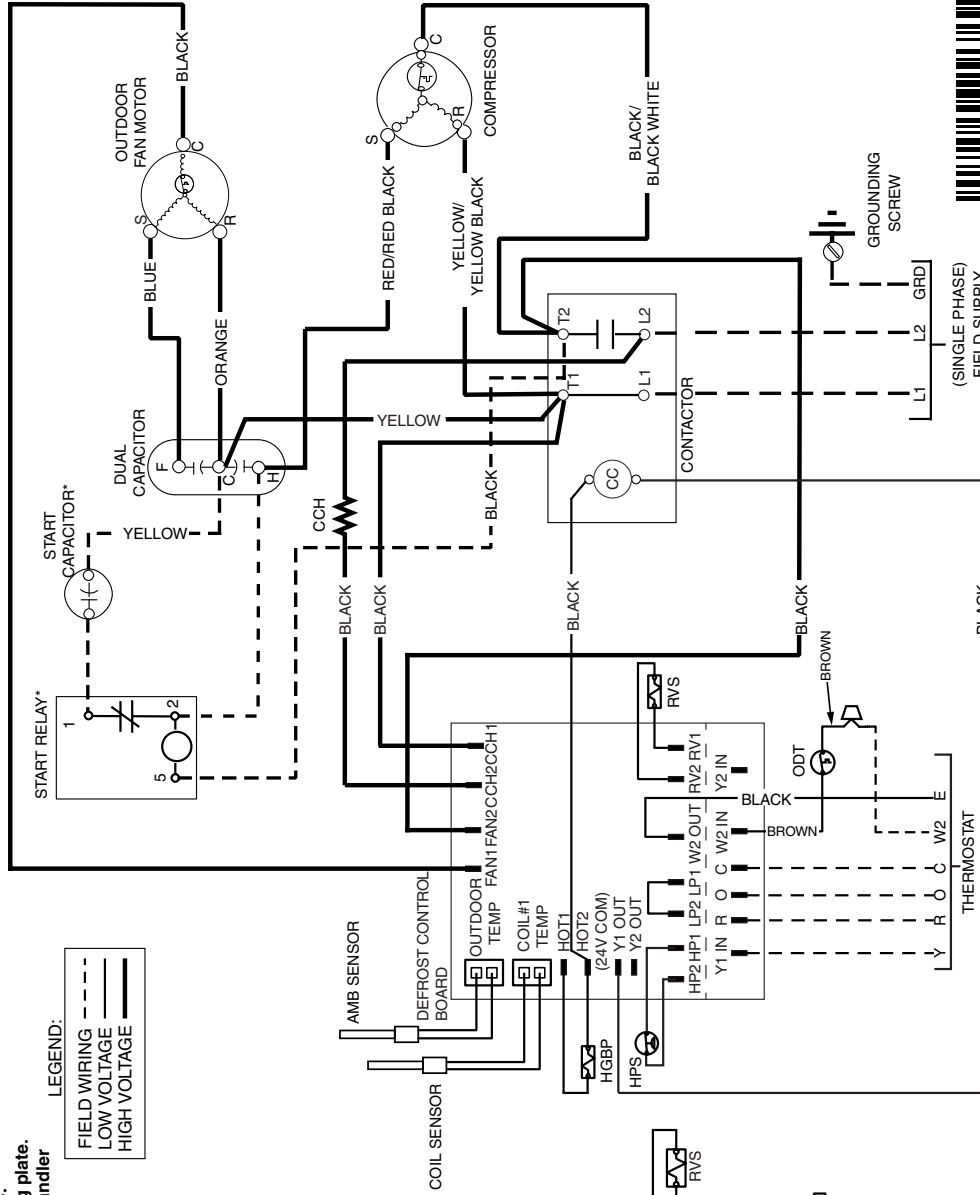 BLACK
OUTDOOR
FAN MOTOR
C
S
R
BLUE
ORANGE
COMPRESSOR
C
S
R
RED/RED BLACK
YELLOW/
YELLOW BLACK
BLACK/
BLACK WHITE
GROUNDING
SCREW
GRD
L2
L1
(SINGLE PHASE)
FIELD SUPPLY
DUAL
CAPACITOR
F
C
H
T2
L2
T1
L1
CONTACTOR
CC
YELLOW
BLACK
START
CAPACITOR*
YELLOW
CCH
BLACK
BLACK
BLACK
BLACK
BLACK
START RELAY*
1
2
5
RVS
BROWN
ODT
FAN1
FAN2
CCH2
CCH1
OUTDOOR
TEMP
COIL#1
TEMP
HOT1
HOT2
(24V COM)
Y1 OUT
Y2 OUT
DEFROST CONTROL
BOARD
HP2
HP1
LP2
LP1
W2 OUT
RV2
RV1
Y1 IN
R
O
C
W2 IN
Y2 IN
BLACK
BROWN
Y
R
O
C
W2
E
THERMOSTAT
AMB SENSOR
COIL SENSOR
HGBP
HPS
RVS
LEGEND:
FIELD WIRING
LOW VOLTAGE
HIGH VOLTAGE
g plate.
ndler